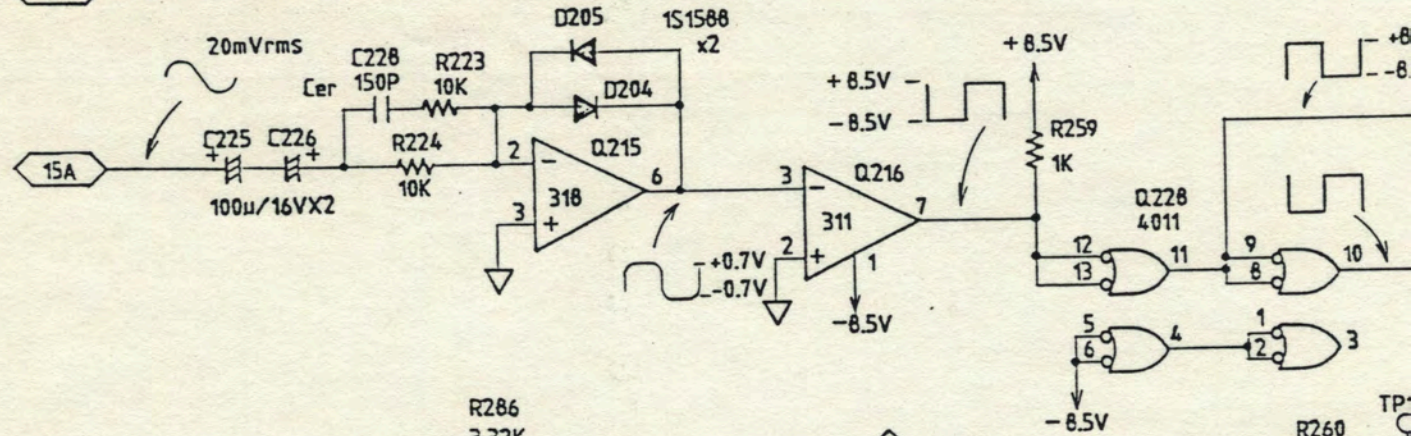 20mVrms
15A
C225
+
C226
+
100µ/16VX2
Cer
C228
150P
R223
10K
R224
10K
D205
1S1588
x2
D204
Q215
318
2
3
6
−
+
+0.7V
-0.7V
Q216
311
3
2
7
1
−
+
-8.5V
+8.5V
-8.5V
+8.5V
R259
1K
Q228
4011
12
13
11
9
8
10
5
6
4
1
2
3
-8.5V
R286
R260